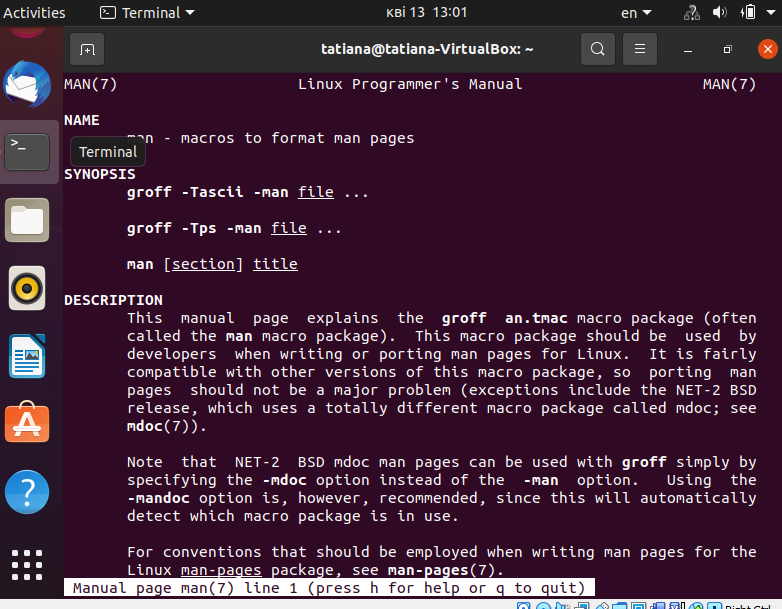 Activities Terminal кві 13 13:01 en
tatiana@tatiana-VirtualBox: ~
MAN(7) Linux Programmer's Manual MAN(7)
NAME
man - macros to format man pages
Terminal
SYNOPSIS
groff -Tascii -man file ...
groff -Tps -man file ...
man [section] title
DESCRIPTION
This manual page explains the groff an.tmac macro package (often
called the man macro package). This macro package should be used by
developers when writing or porting man pages for Linux. It is fairly
compatible with other versions of this macro package, so porting man
pages should not be a major problem (exceptions include the NET-2 BSD
release, which uses a totally different macro package called mdoc; see
mdoc(7)).
Note that NET-2 BSD mdoc man pages can be used with groff simply by
specifying the -mdoc option instead of the -man option. Using the
-mandoc option is, however, recommended, since this will automatically
detect which macro package is in use.
For conventions that should be employed when writing man pages for the
Linux man-pages package, see man-pages(7).
Manual page man(7) line 1 (press h for help or q to quit)
Right Ctrl